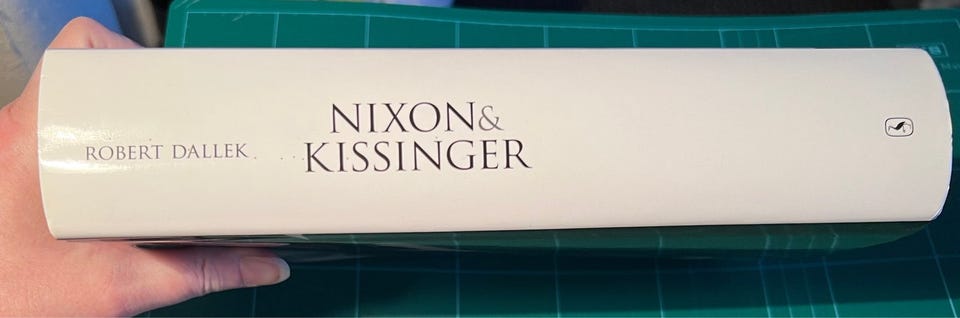 ROBERT DALLEK
NIXON&
KISSINGER